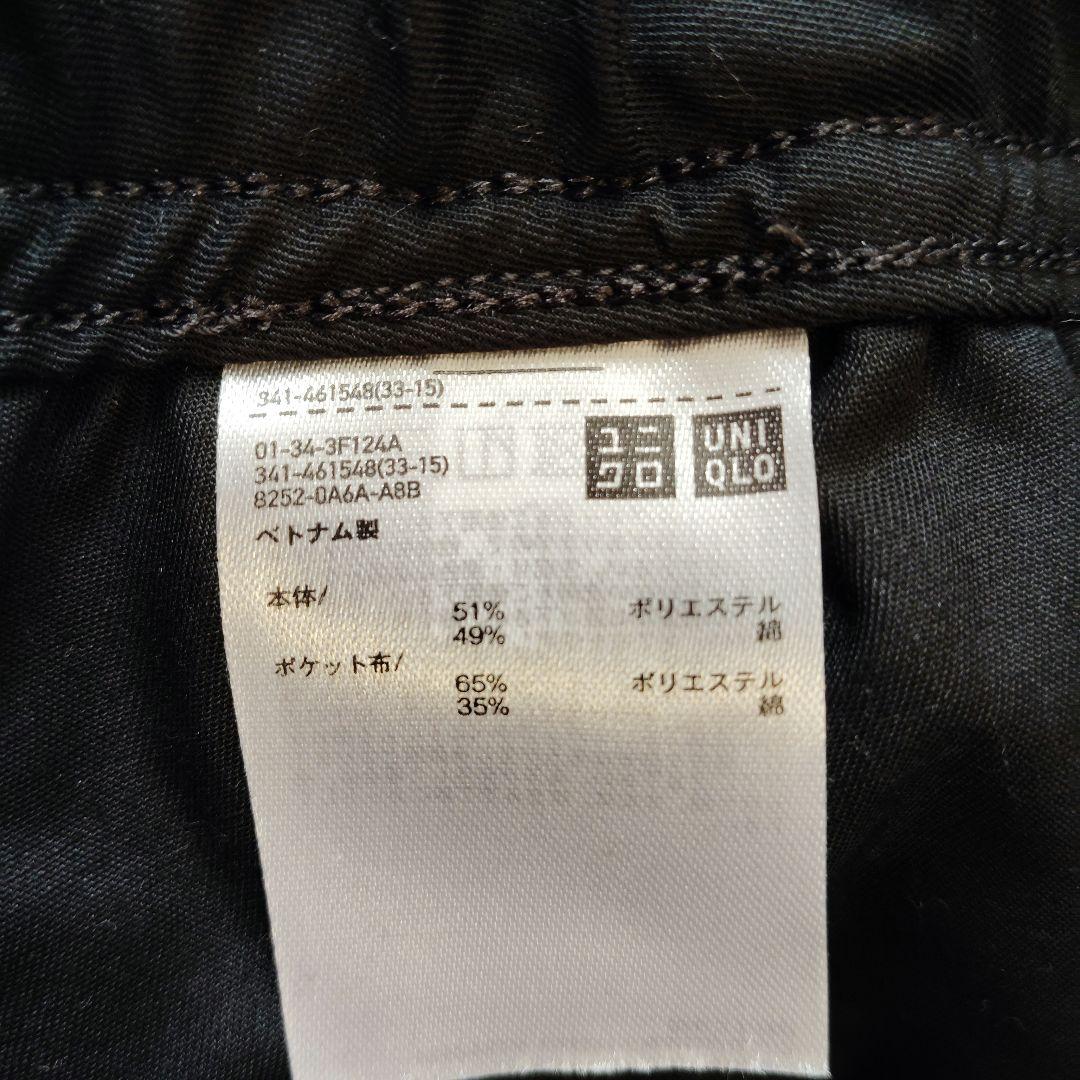 341-461548(33-15)
01-34-3F124A
341-461548(33-15)
8252-0A6A-A8B
ユニ
クロ
UNI
QLO
ベトナム製
本体/
51% ポリエステル
49% 綿
ポケット布/
65% ポリエステル
35% 綿